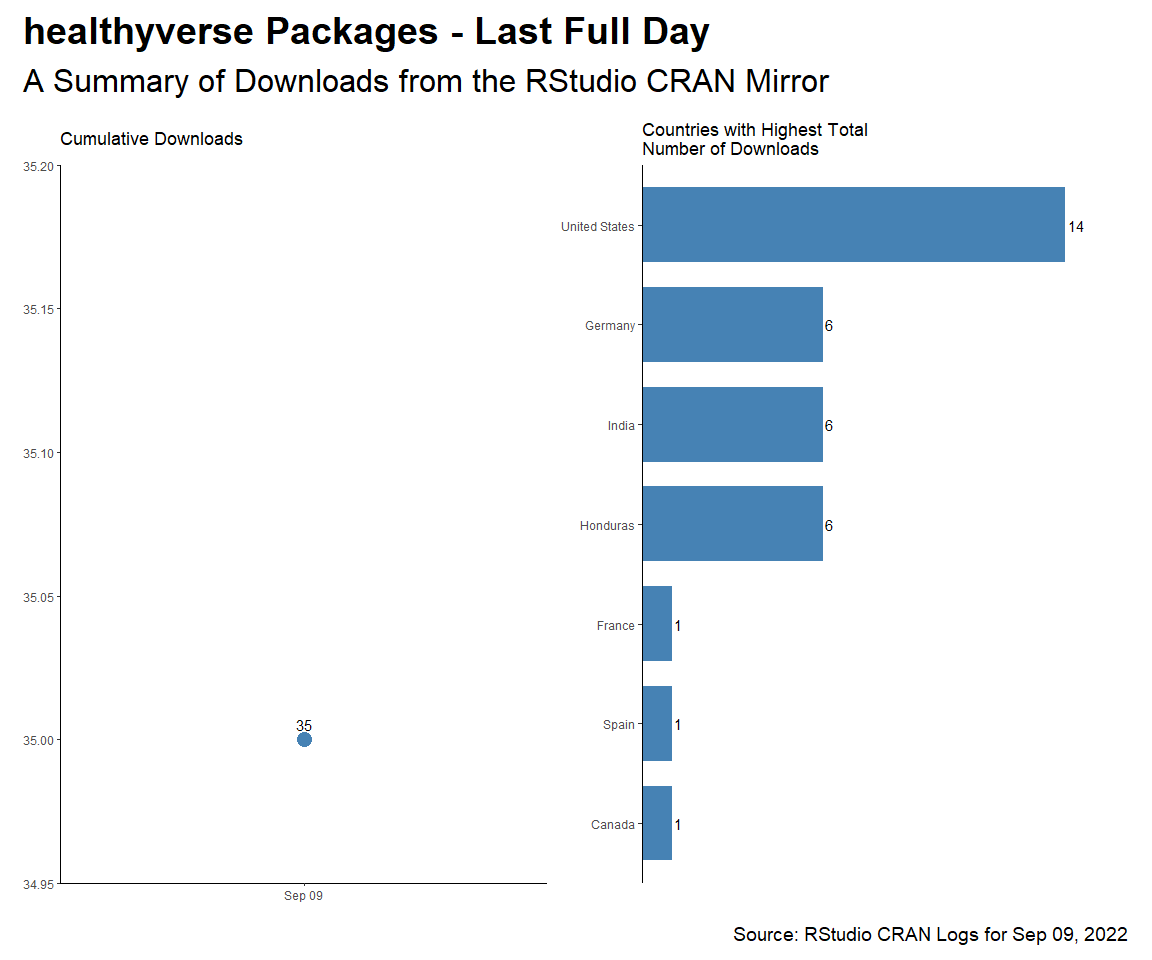 healthyverse Packages - Last Full Day
A Summary of Downloads from the RStudio CRAN Mirror
Cumulative Downloads
35.20
35.15
35.10
35.05
35.00
34.95
35
Sep 09
Countries with Highest Total
Number of Downloads
United States 14
Germany 6
India 6
Honduras 6
France 1
Spain 1
Canada 1
Source: RStudio CRAN Logs for Sep 09, 2022